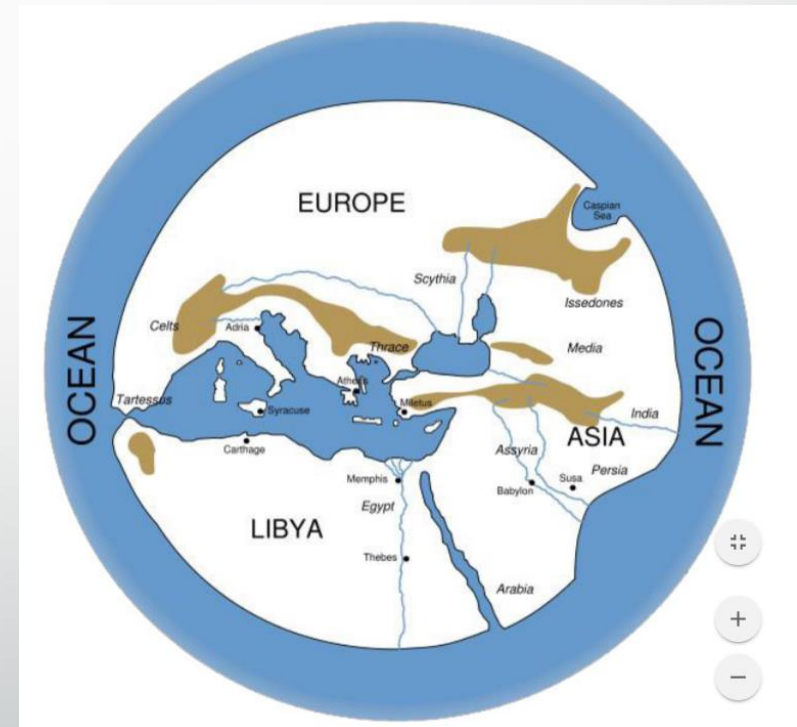 EUROPE
Caspian
Sea
Scythia
Issedones
Celts
Adria
Thrace
Media
OCEAN
OCEAN
Athens
Tartessus
Miletus
Syracuse
India
ASIA
Carthage
Assyria
Persia
Susa
Memphis
Babylon
Egypt
LIBYA
Thebes
Arabia